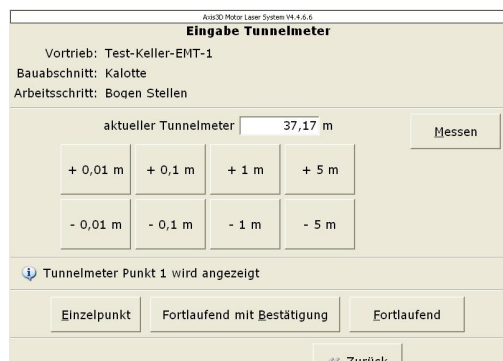 Axis3D Motor Laser System V4.4.6.6
Eingabe Tunnelmeter
Vortrieb: Test-Keller-EMT-1
Bauabschnitt: Kalotte
Arbeitsschritt: Bogen Stellen
aktueller Tunnelmeter 37,17 m
Messen
+ 0,01 m + 0,1 m + 1 m + 5 m
- 0,01 m - 0,1 m - 1 m - 5 m
Tunnelmeter Punkt 1 wird angezeigt
Einzelpunkt Fortlaufend mit Bestätigung Fortlaufend
Zurück